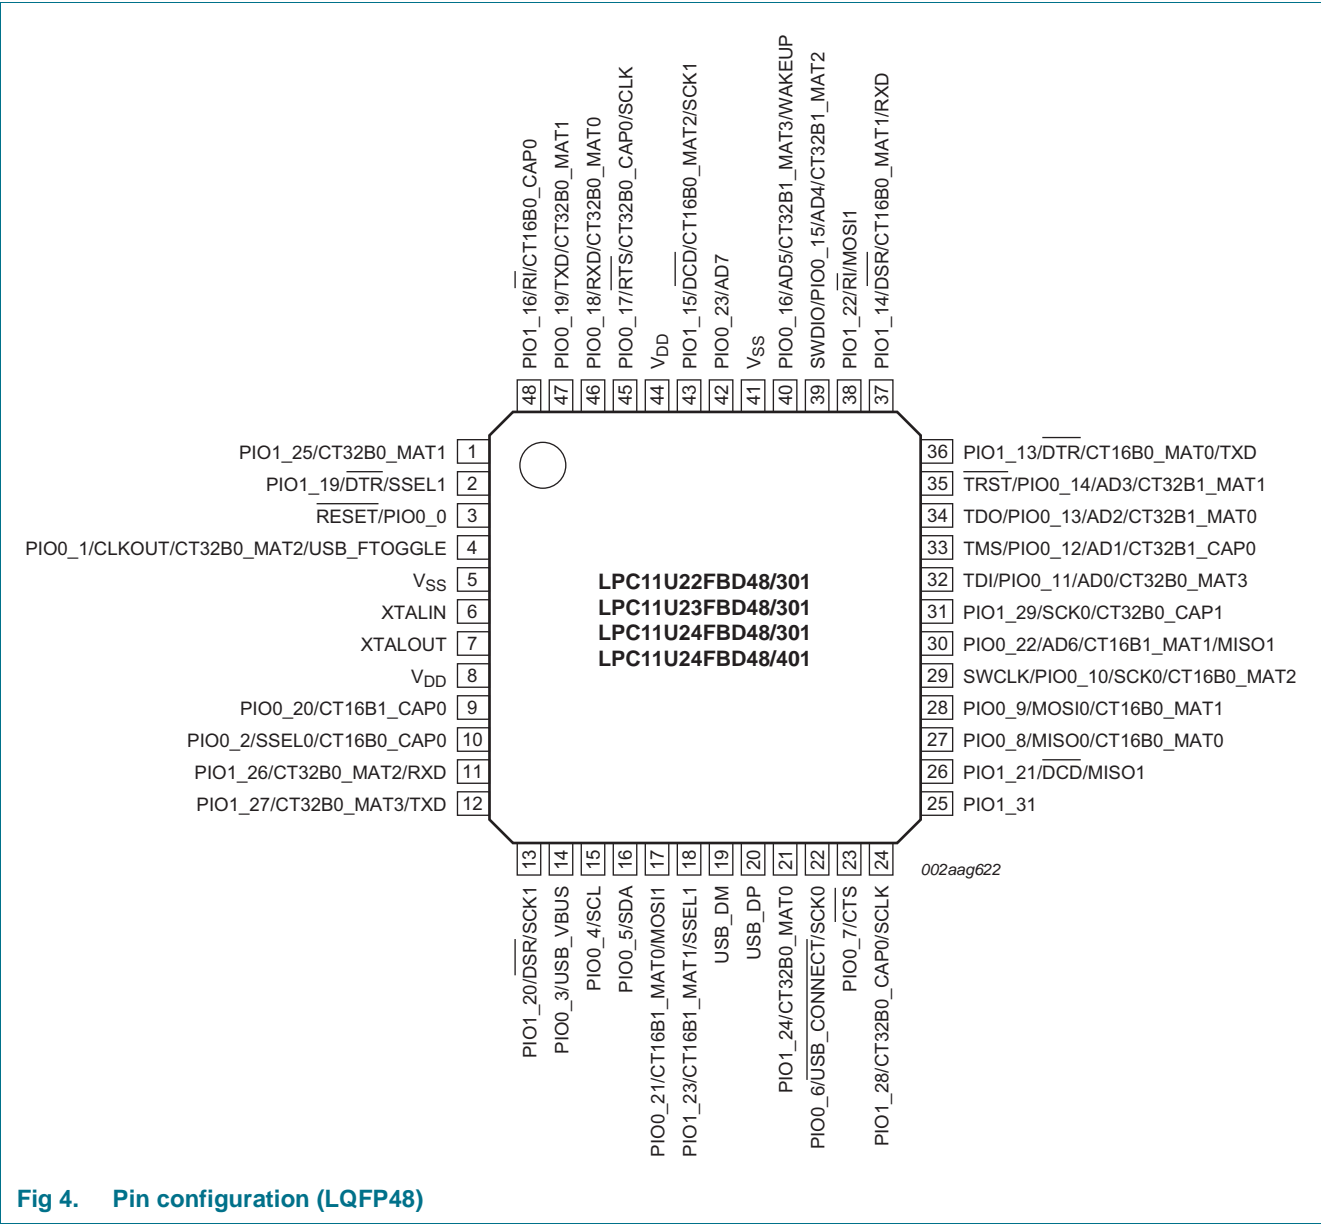 PIO1_16/RI/CT16B0_CAP0
PIO0_19/TXD/CT32B0_MAT1
PIO0_18/RXD/CT32B0_MAT0
PIO0_17/RTS/CT32B0_CAP0/SCLK
VDD
PIO1_15/DCD/CT16B0_MAT2/SCK1
PIO0_23/AD7
VSS
PIO0_16/AD5/CT32B1_MAT3/WAKEUP
SWDIO/PIO0_15/AD4/CT32B1_MAT2
PIO1_22/RI/MOSI1
PIO1_14/DSR/CT16B0_MAT1/RXD
48 47 46 45 44 43 42 41 40 39 38 37
PIO1_25/CT32B0_MAT1 1
PIO1_19/DTR/SSEL1 2
RESET/PIO0_0 3
PIO0_1/CLKOUT/CT32B0_MAT2/USB_FTOGGLE 4
VSS 5
XTALIN 6
XTALOUT 7
VDD 8
PIO0_20/CT16B1_CAP0 9
PIO0_2/SSEL0/CT16B0_CAP0 10
PIO1_26/CT32B0_MAT2/RXD 11
PIO1_27/CT32B0_MAT3/TXD 12
LPC11U22FBD48/301
LPC11U23FBD48/301
LPC11U24FBD48/301
LPC11U24FBD48/401
36 PIO1_13/DTR/CT16B0_MAT0/TXD
35 TRST/PIO0_14/AD3/CT32B1_MAT1
34 TDO/PIO0_13/AD2/CT32B1_MAT0
33 TMS/PIO0_12/AD1/CT32B1_CAP0
32 TDI/PIO0_11/AD0/CT32B0_MAT3
31 PIO1_29/SCK0/CT32B0_CAP1
30 PIO0_22/AD6/CT16B1_MAT1/MISO1
29 SWCLK/PIO0_10/SCK0/CT16B0_MAT2
28 PIO0_9/MOSI0/CT16B0_MAT1
27 PIO0_8/MISO0/CT16B0_MAT0
26 PIO1_21/DCD/MISO1
25 PIO1_31
13 14 15 16 17 18 19 20 21 22 23 24
PIO1_20/DSR/SCK1
PIO0_3/USB_VBUS
PIO0_4/SCL
PIO0_5/SDA
PIO0_21/CT16B1_MAT0/MOSI1
PIO1_23/CT16B1_MAT1/SSEL1
USB_DM
USB_DP
PIO1_24/CT32B0_MAT0
PIO0_6/USB_CONNECT/SCK0
PIO0_7/CTS
PIO1_28/CT32B0_CAP0/SCLK
002aag622
Fig 4. Pin configuration (LQFP48)